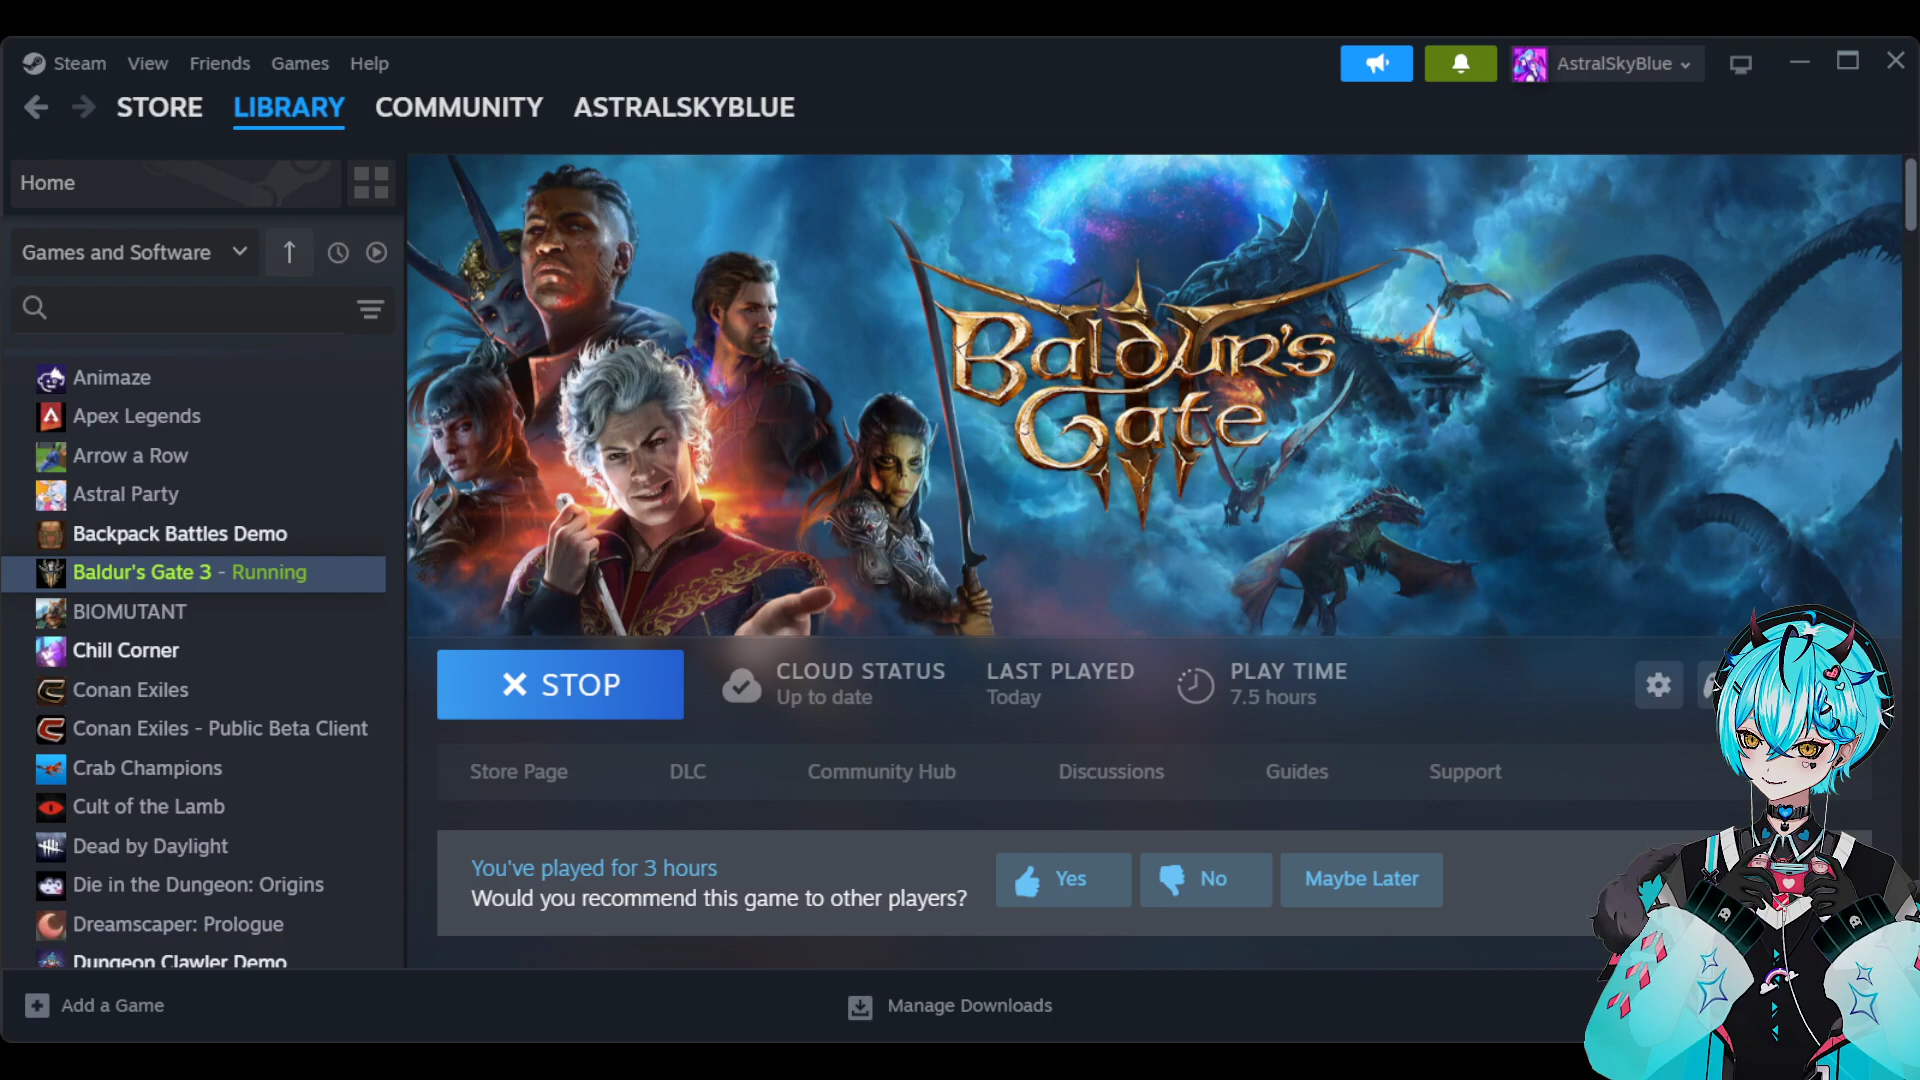 Steam View Friends Games Help
AstralSkyBlue
STORE LIBRARY COMMUNITY ASTRALSKYBLUE
Home
Games and Software
Animaze
Apex Legends
Arrow a Row
Astral Party
Backpack Battles Demo
Baldur's Gate 3 - Running
BIOMUTANT
Chill Corner
Conan Exiles
Conan Exiles - Public Beta Client
Crab Champions
Cult of the Lamb
Dead by Daylight
Die in the Dungeon: Origins
Dreamscaper: Prologue
Dungeon Clawler Demo
Baldur's
Gate
III
STOP
CLOUD STATUS
Up to date
LAST PLAYED
Today
PLAY TIME
7.5 hours
Store Page DLC Community Hub Discussions Guides Support
You've played for 3 hours
Would you recommend this game to other players?
Yes No Maybe Later
Add a Game
Manage Downloads